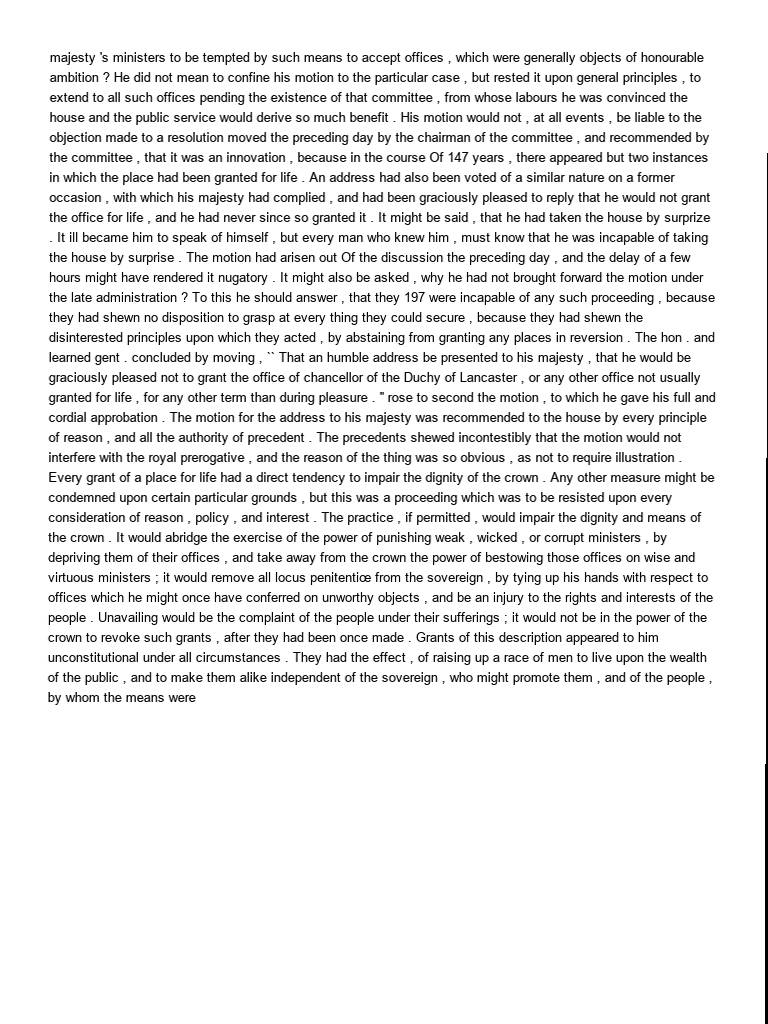 majesty 's ministers to be tempted by such means to accept offices , which were generally objects of honourable
ambition ? He did not mean to confine his motion to the particular case , but rested it upon general principles , to
extend to all such offices pending the existence of that committee , from whose labours he was convinced the
house and the public service would derive so much benefit . His motion would not , at all events , be liable to the
objection made to a resolution moved the preceding day by the chairman of the committee , and recommended by
the committee , that it was an innovation , because in the course Of 147 years , there appeared but two instances
in which the place had been granted for life . An address had also been voted of a similar nature on a former
occasion , with which his majesty had complied , and had been graciously pleased to reply that he would not grant
the office for life , and he had never since so granted it . It might be said , that he had taken the house by surprize
. It ill became him to speak of himself , but every man who knew him , must know that he was incapable of taking
the house by surprise . The motion had arisen out Of the discussion the preceding day , and the delay of a few
hours might have rendered it nugatory . It might also be asked , why he had not brought forward the motion under
the late administration ? To this he should answer , that they 197 were incapable of any such proceeding , because
they had shewn no disposition to grasp at every thing they could secure , because they had shewn the
disinterested principles upon which they acted , by abstaining from granting any places in reversion . The hon . and
learned gent . concluded by moving , `` That an humble address be presented to his majesty , that he would be
graciously pleased not to grant the office of chancellor of the Duchy of Lancaster , or any other office not usually
granted for life , for any other term than during pleasure . " rose to second the motion , to which he gave his full and
cordial approbation . The motion for the address to his majesty was recommended to the house by every principle
of reason , and all the authority of precedent . The precedents shewed incontestibly that the motion would not
interfere with the royal prerogative , and the reason of the thing was so obvious , as not to require illustration .
Every grant of a place for life had a direct tendency to impair the dignity of the crown . Any other measure might be
condemned upon certain particular grounds , but this was a proceeding which was to be resisted upon every
consideration of reason , policy , and interest . The practice , if permitted , would impair the dignity and means of
the crown . It would abridge the exercise of the power of punishing weak , wicked , or corrupt ministers , by
depriving them of their offices , and take away from the crown the power of bestowing those offices on wise and
virtuous ministers ; it would remove all locus penitentiœ from the sovereign , by tying up his hands with respect to
offices which he might once have conferred on unworthy objects , and be an injury to the rights and interests of the
people . Unavailing would be the complaint of the people under their sufferings ; it would not be in the power of the
crown to revoke such grants , after they had been once made . Grants of this description appeared to him
unconstitutional under all circumstances . They had the effect , of raising up a race of men to live upon the wealth
of the public , and to make them alike independent of the sovereign , who might promote them , and of the people ,
by whom the means were